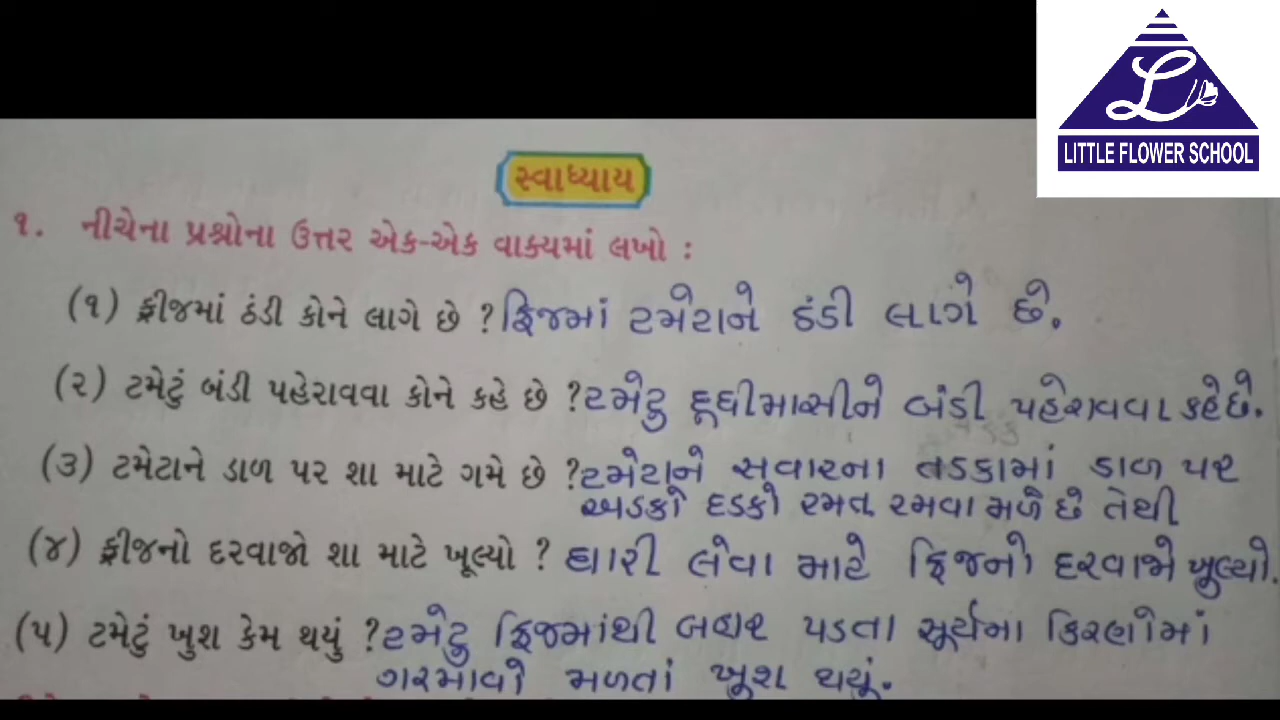 LITTLE FLOWER SCHOOL
સ્વાધ્યાય
૧. નીચેના પ્રશ્નોના ઉત્તર એક-એક વાક્યમાં લખો :
(૧) ફ્રીજમાં ઠંડી કોને લાગે છે ? ફ્રિજમાં ટમેટાને ઠંડી લાગે છે.
(૨) ટમેટું બંડી પહેરાવવા કોને કહે છે ? ટમેટુ દૂધીમાસીને બંડી પહેરાવવા કહે છે.
(૩) ટમેટાને ડાળ પર શા માટે ગમે છે ? ટમેટાને સવારના તડકામાં ડાળ પર
અડકો દડકો રમત રમવા મળે છે તેથી
(૪) ફ્રીજનો દરવાજો શા માટે ખૂલ્યો ? ઘારી લેવા માટે ફ્રિજનો દરવાજો ખુલ્યો.
(૫) ટમેટું ખુશ કેમ થયું ? ટમેટુ ફ્રિજમાંથી બહાર પડતા સૂર્યના કિરણોમાં
ગરમાવો મળતાં ખૂશ થયું.